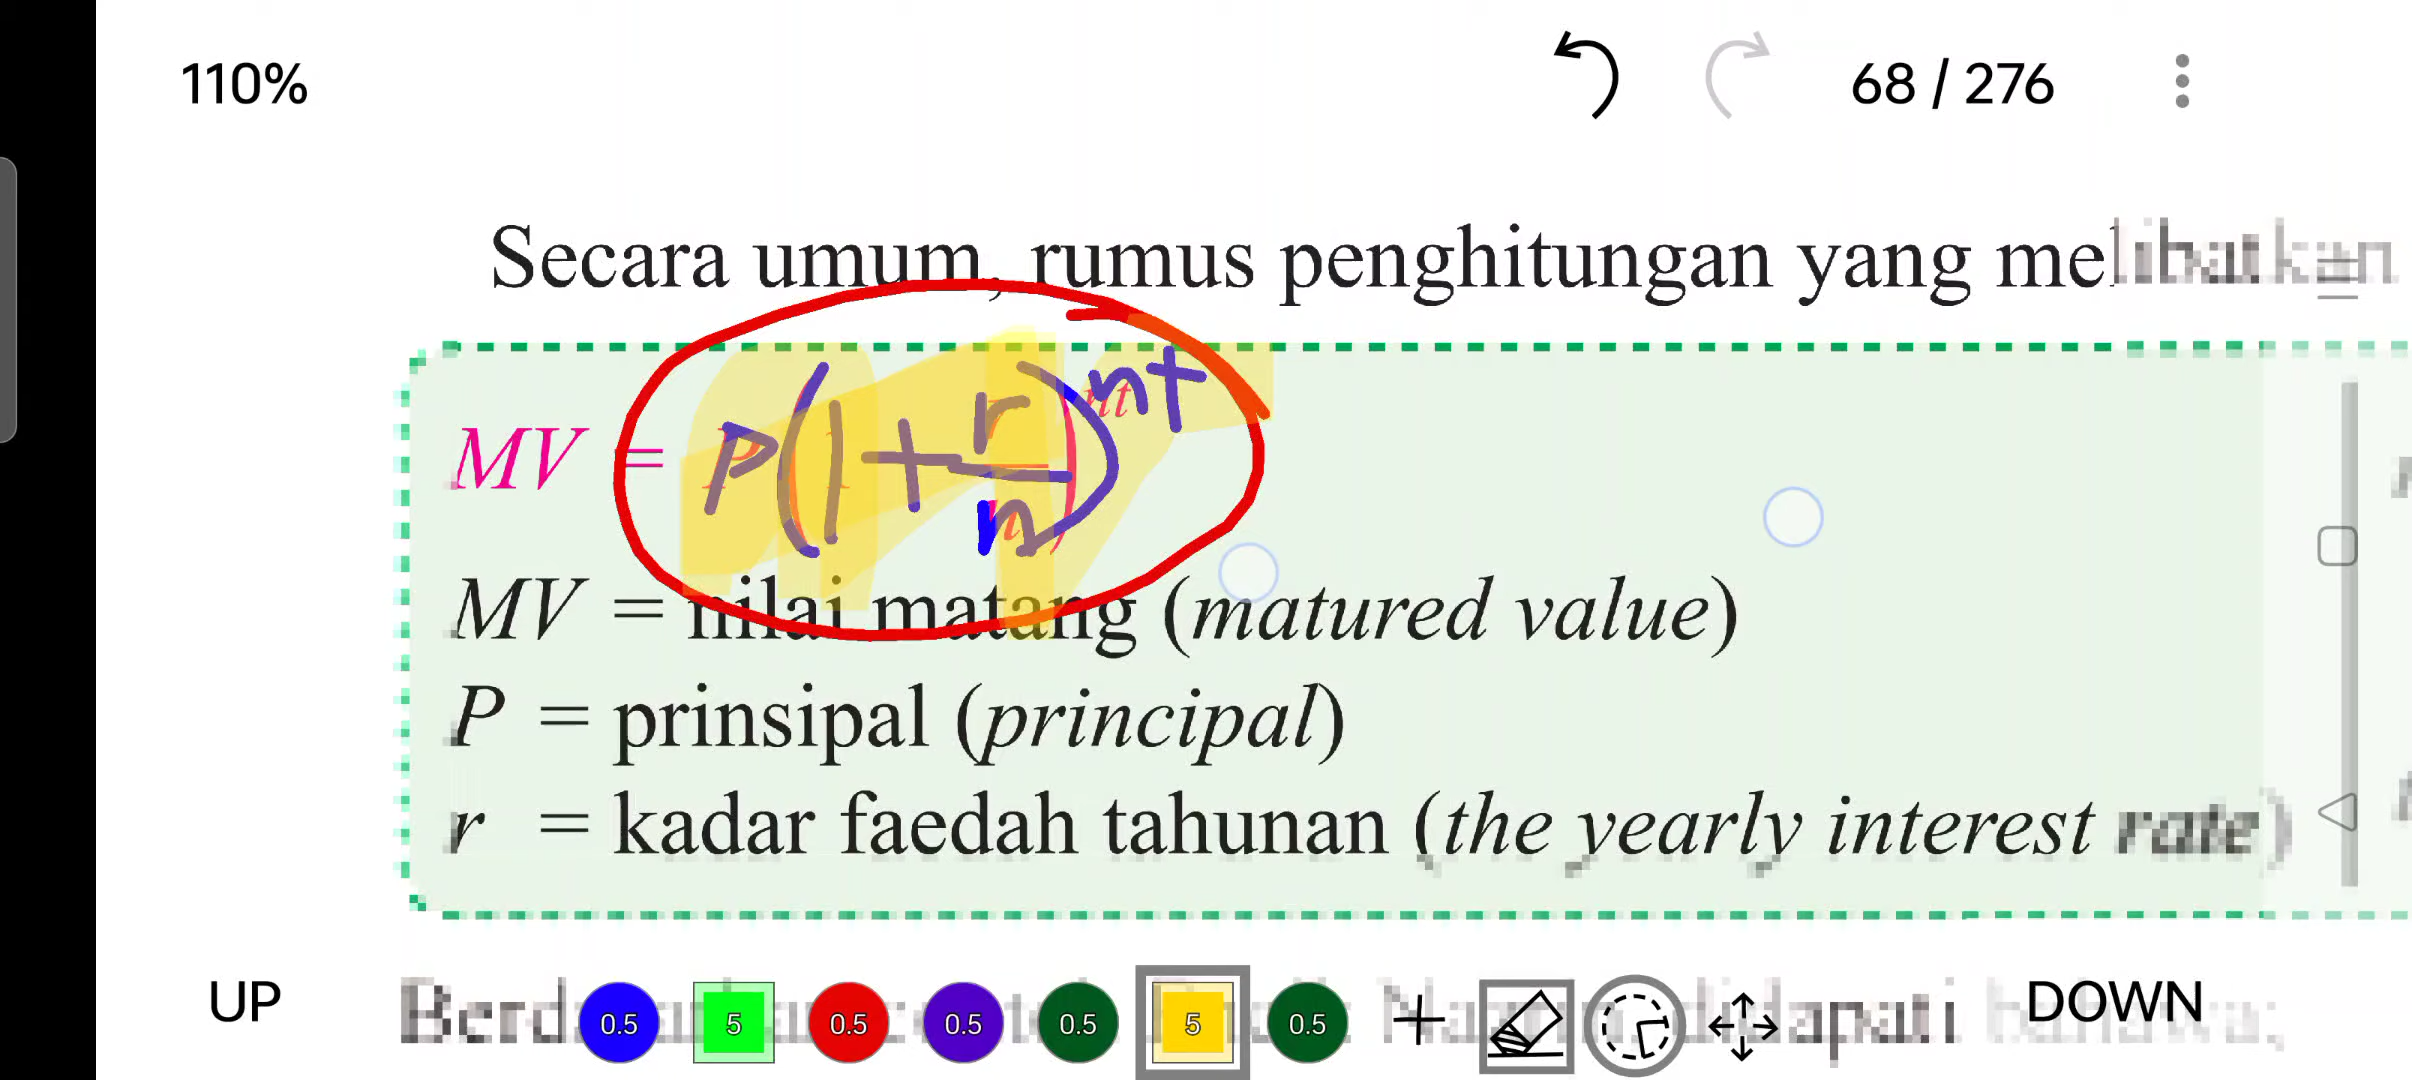 110% 68 / 276
Secara umum, rumus penghitungan yang melibatkan
MV = P(1 + r/n)^nt
MV = nilai matang (matured value)
P = prinsipal (principal)
r = kadar faedah tahunan (the yearly interest rate)
UP 0.5 5 0.5 0.5 0.5 5 0.5 DOWN